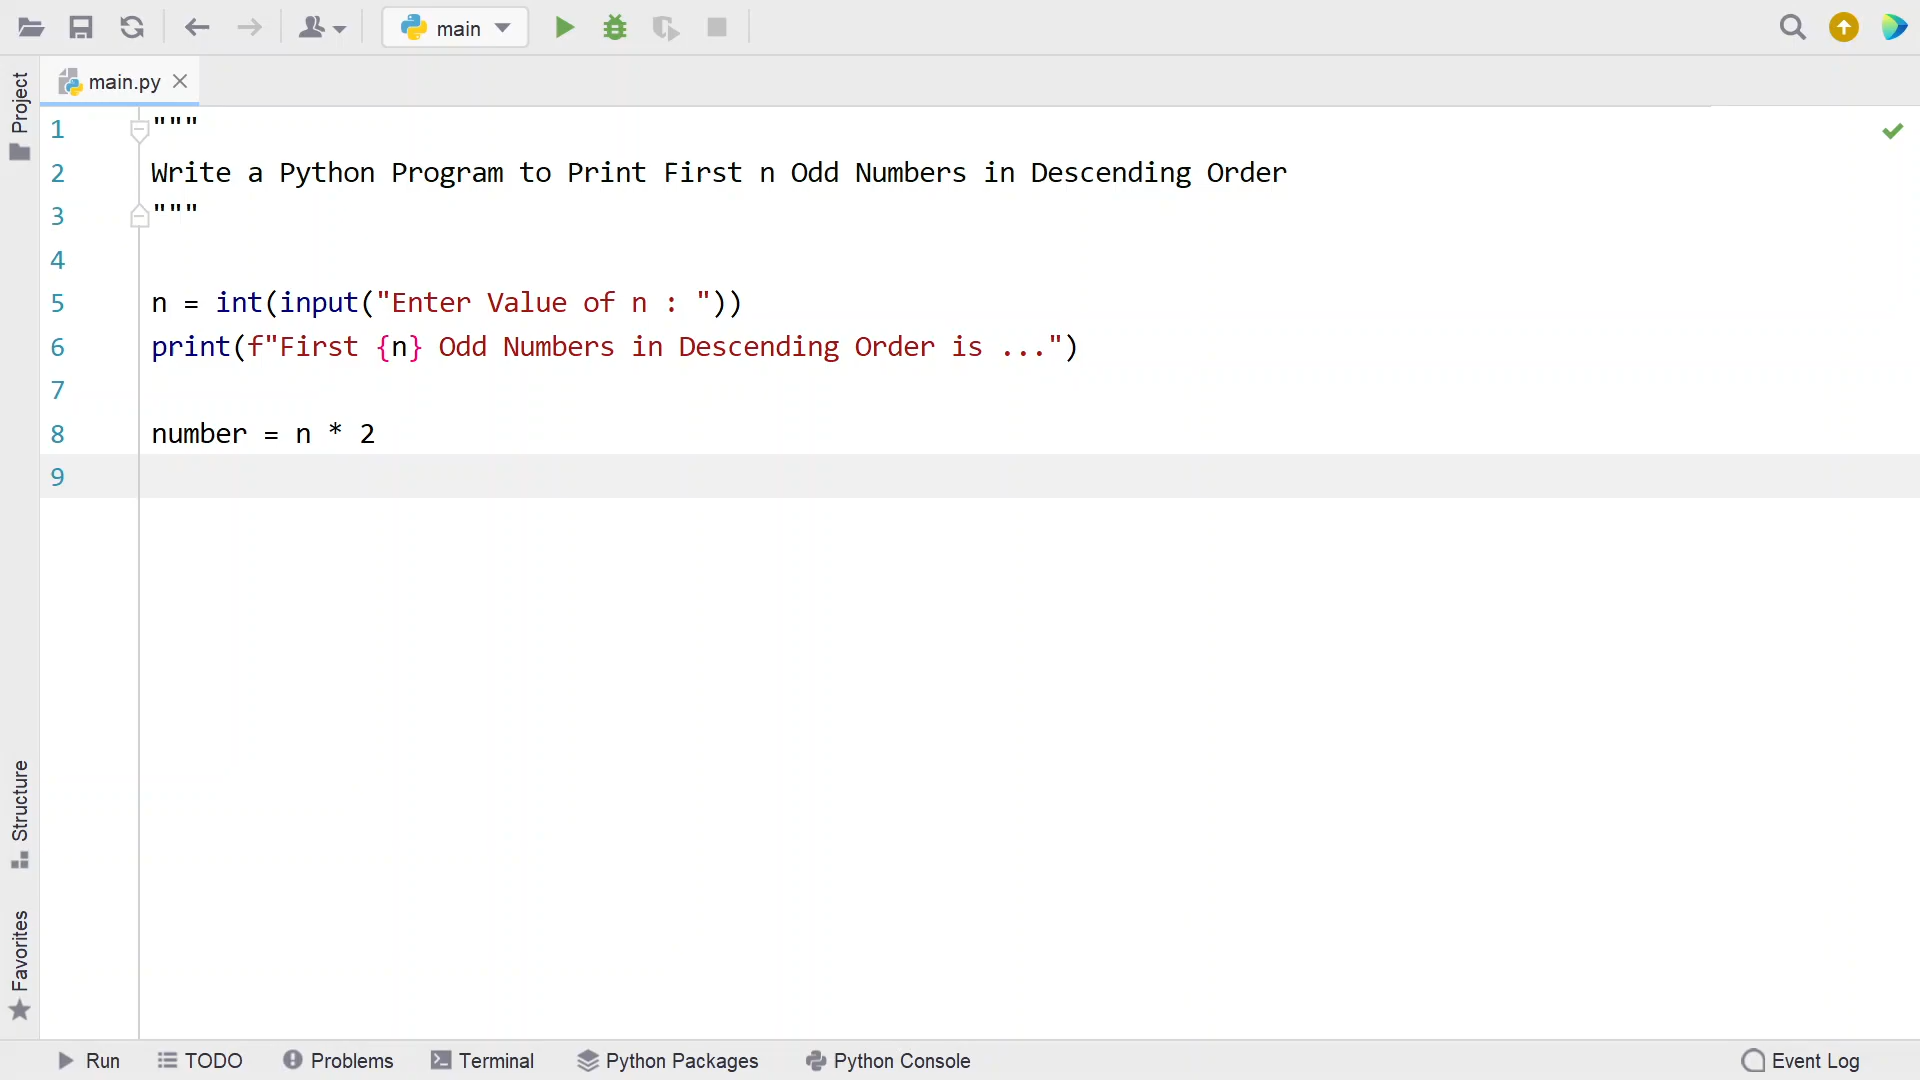 main
main.py
Project
1 """
2 Write a Python Program to Print First n Odd Numbers in Descending Order
3 """
4
5 n = int(input("Enter Value of n : "))
6 print(f"First {n} Odd Numbers in Descending Order is ...")
7
8 number = n * 2
9
Structure
Favorites
Run TODO Problems Terminal Python Packages Python Console Event Log